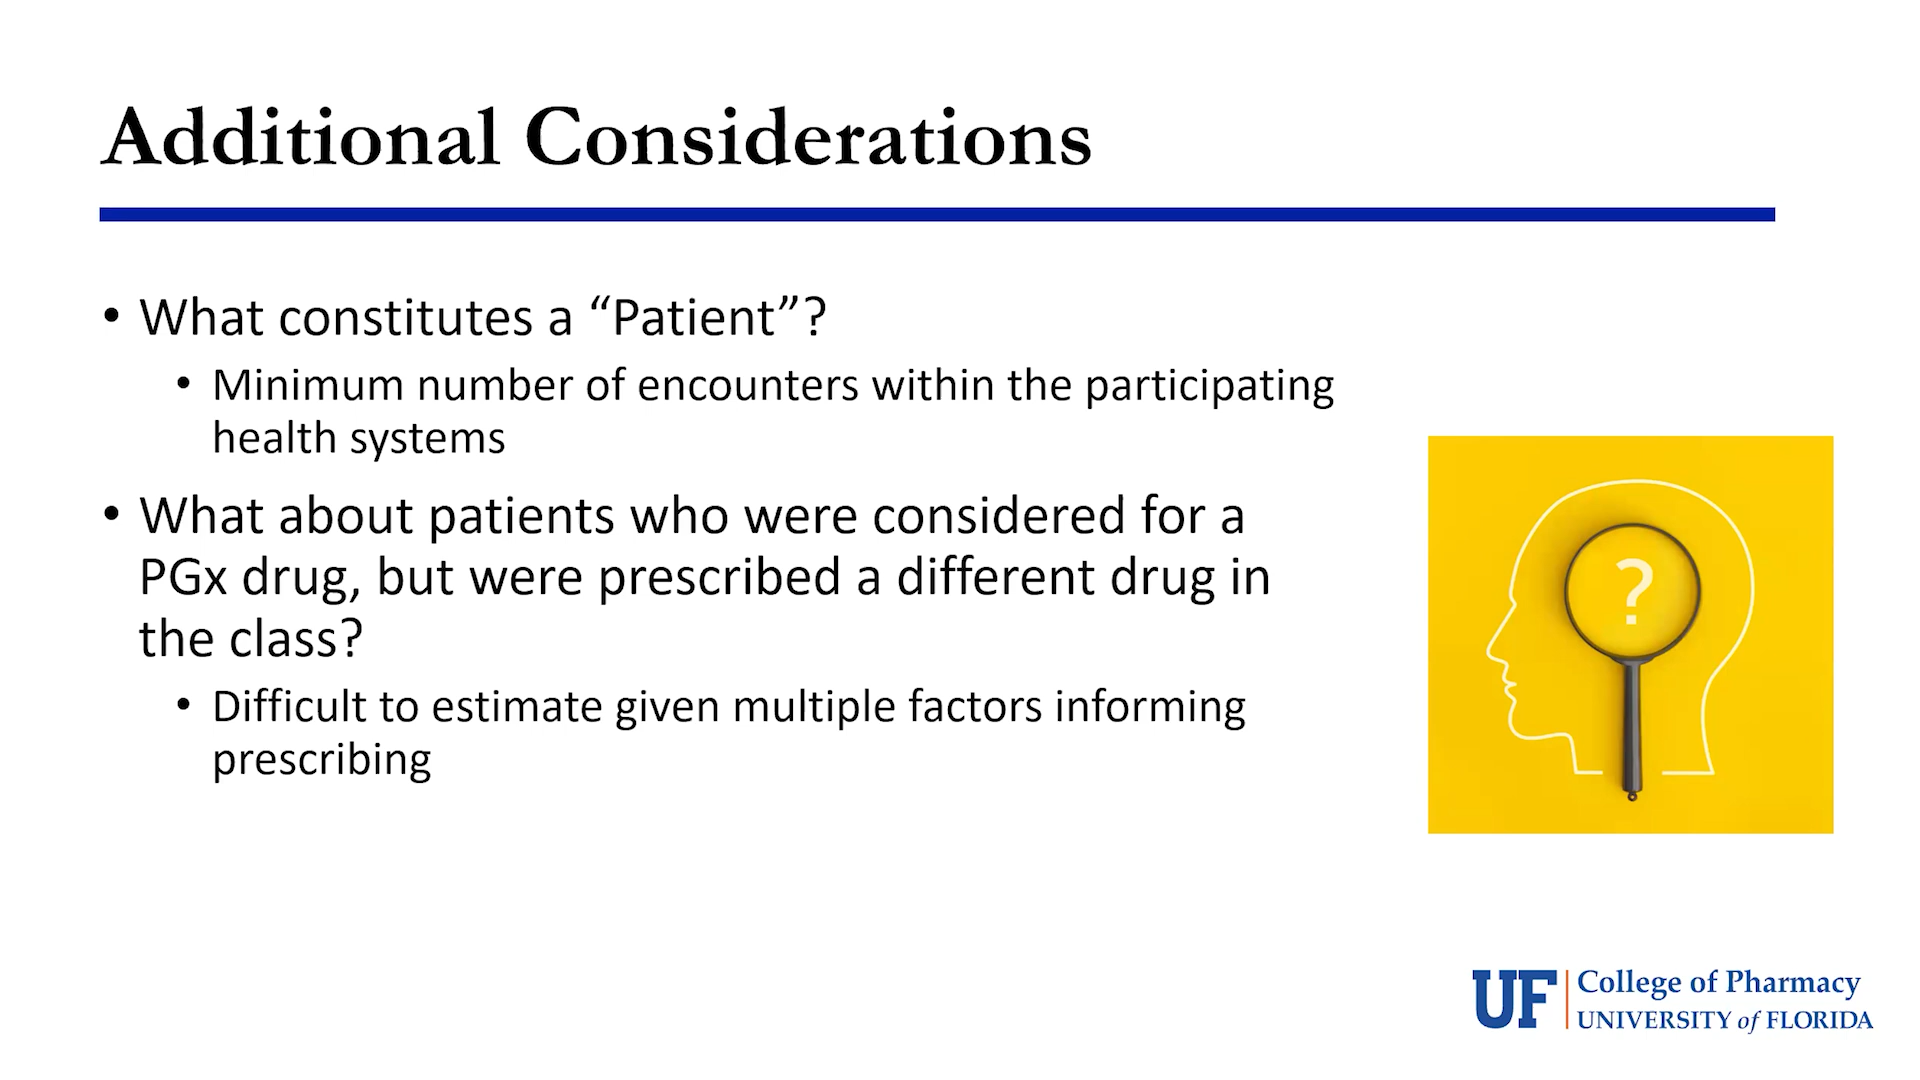 Additional Considerations
• What constitutes a “Patient”?
• Minimum number of encounters within the participating
health systems
• What about patients who were considered for a
PGx drug, but were prescribed a different drug in
the class?
• Difficult to estimate given multiple factors informing
prescribing
?
UF College of Pharmacy
UNIVERSITY of FLORIDA